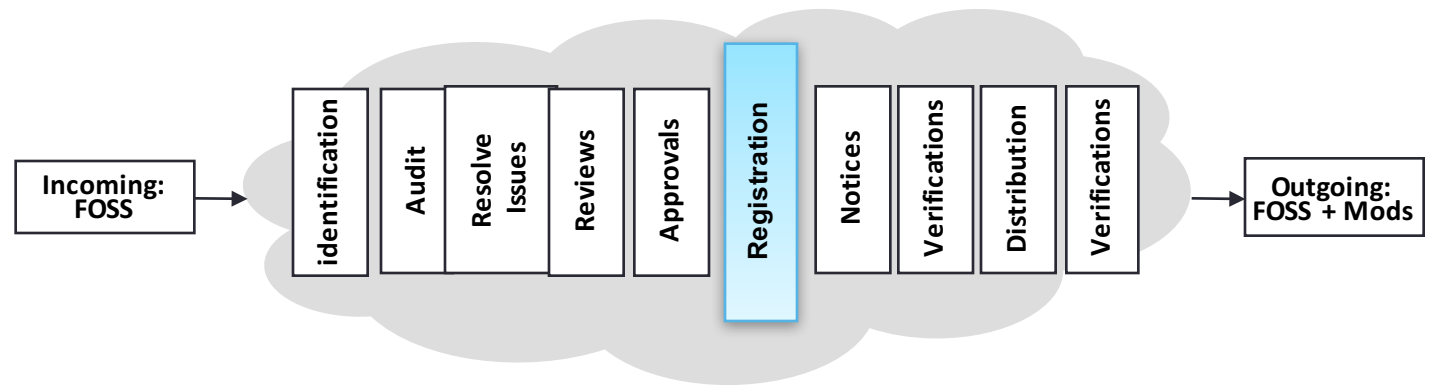 Incoming:
FOSS
identification
Audit
Resolve
Issues
Reviews
Approvals
Registration
Notices
Verifications
Distribution
Verifications
Outgoing:
FOSS + Mods